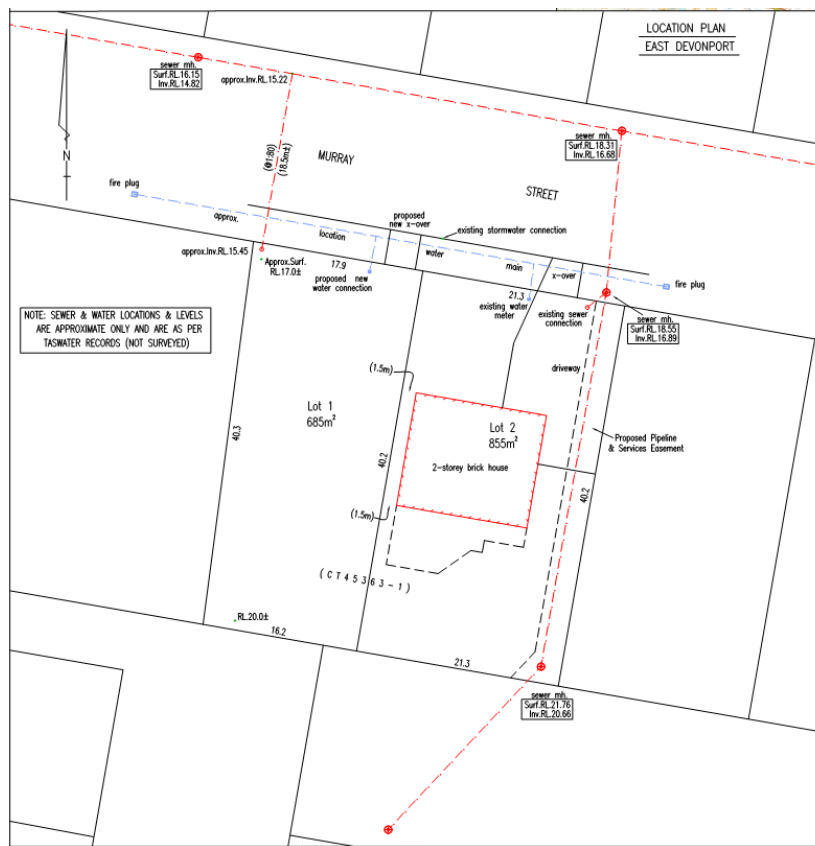 LOCATION PLAN
EAST DEVONPORT
sewer mh.
Surf.RL.16.15
Inv.RL.14.82
approx.Inv.RL.15.22
sewer mh.
Surf.RL.18.31
Inv.RL.16.68
(@1:80)
(18.5m±)
MURRAY
STREET
N
fire plug
approx.
location
water
main
proposed
new x-over
existing stormwater connection
approx.Inv.RL.15.45
Approx.Surf.
RL.17.0±
17.9
proposed new
water connection
x-over
fire plug
21.3
existing water
meter
existing sewer
connection
sewer mh.
Surf.RL.18.55
Inv.RL.16.89
NOTE: SEWER & WATER LOCATIONS & LEVELS
ARE APPROXIMATE ONLY AND ARE AS PER
TASWATER RECORDS (NOT SURVEYED)
driveway
(1.5m)
Lot 1
685m²
Lot 2
855m²
2-storey brick house
Proposed Pipeline
& Services Easement
40.3
40.2
40.2
(1.5m)
(CT45363-1)
RL.20.0±
16.2
21.3
sewer mh.
Surf.RL.21.76
Inv.RL.20.66